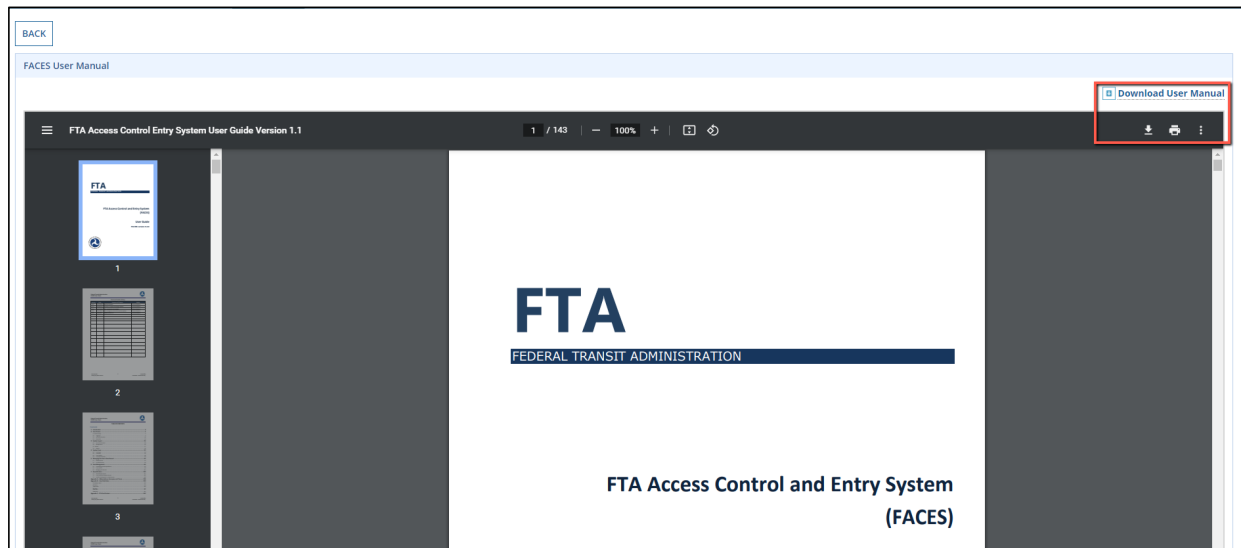 BACK
FACES User Manual
Download User Manual
FTA Access Control Entry System User Guide Version 1.1
1 / 143
100%
FTA
1
2
3
FTA
FEDERAL TRANSIT ADMINISTRATION
FTA Access Control and Entry System
(FACES)